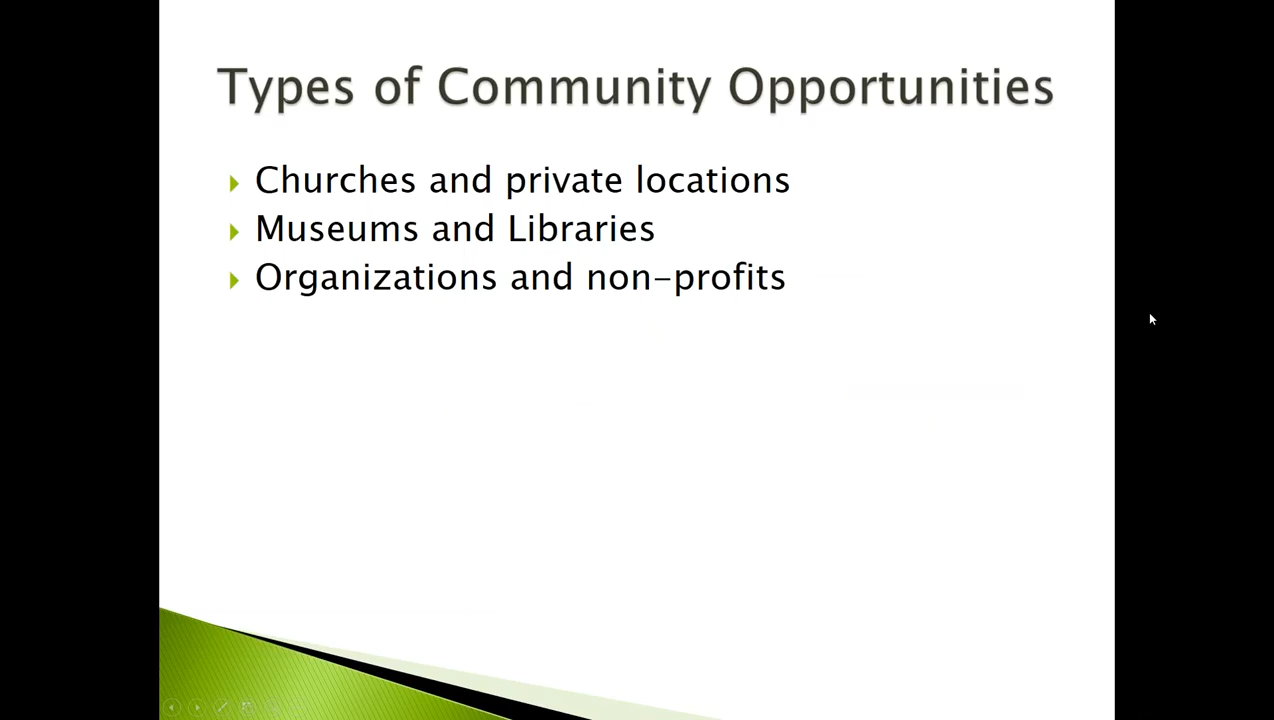 Types of Community Opportunities
Churches and private locations
Museums and Libraries
Organizations and non-profits